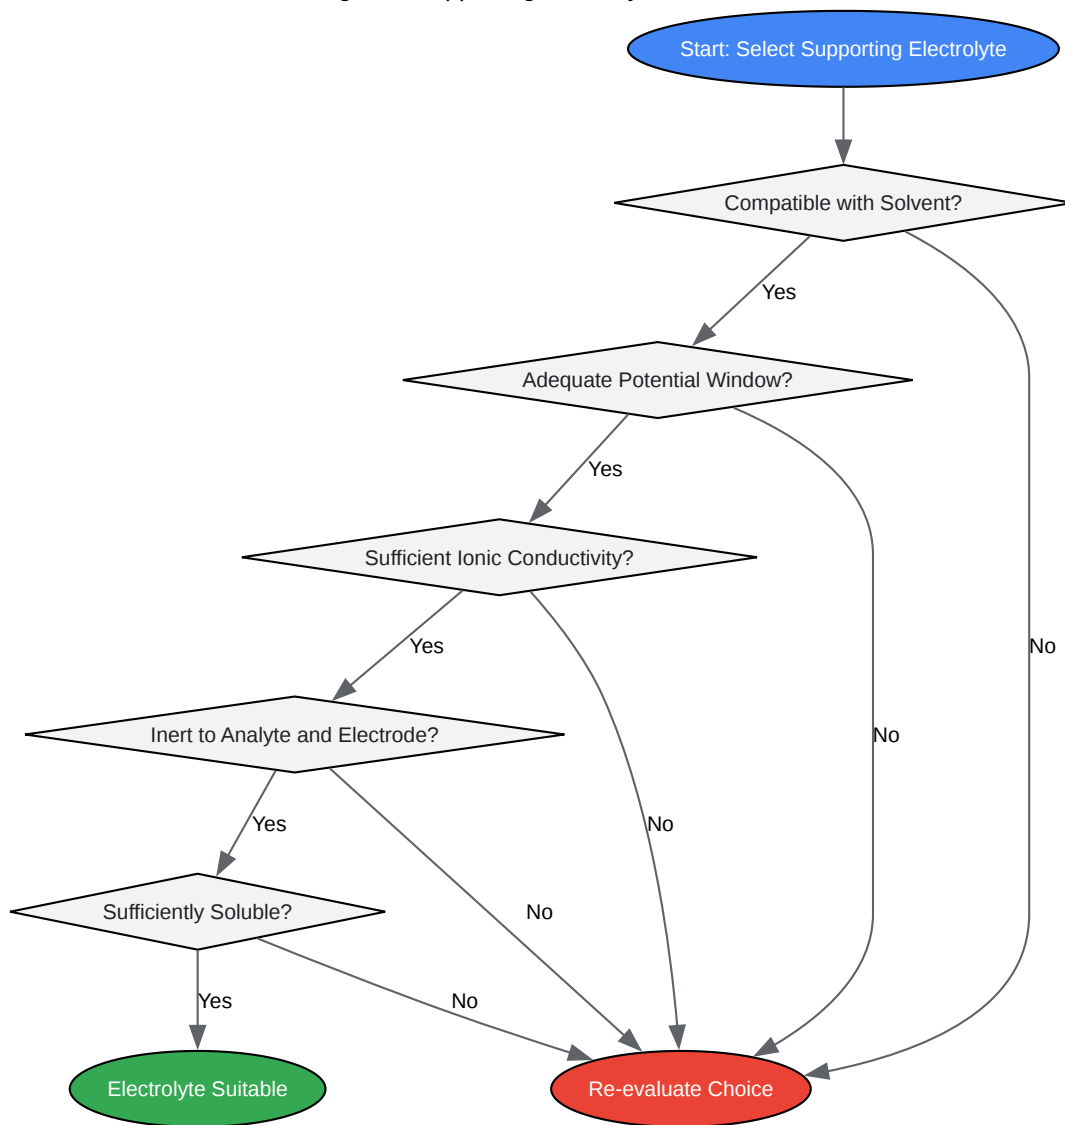 Start: Select Supporting Electrolyte
Compatible with Solvent?
Yes
Adequate Potential Window?
Yes
Sufficient Ionic Conductivity?
Yes
No
Inert to Analyte and Electrode?
No
Yes
No
Sufficiently Soluble?
No
Yes
No
Electrolyte Suitable
Re-evaluate Choice